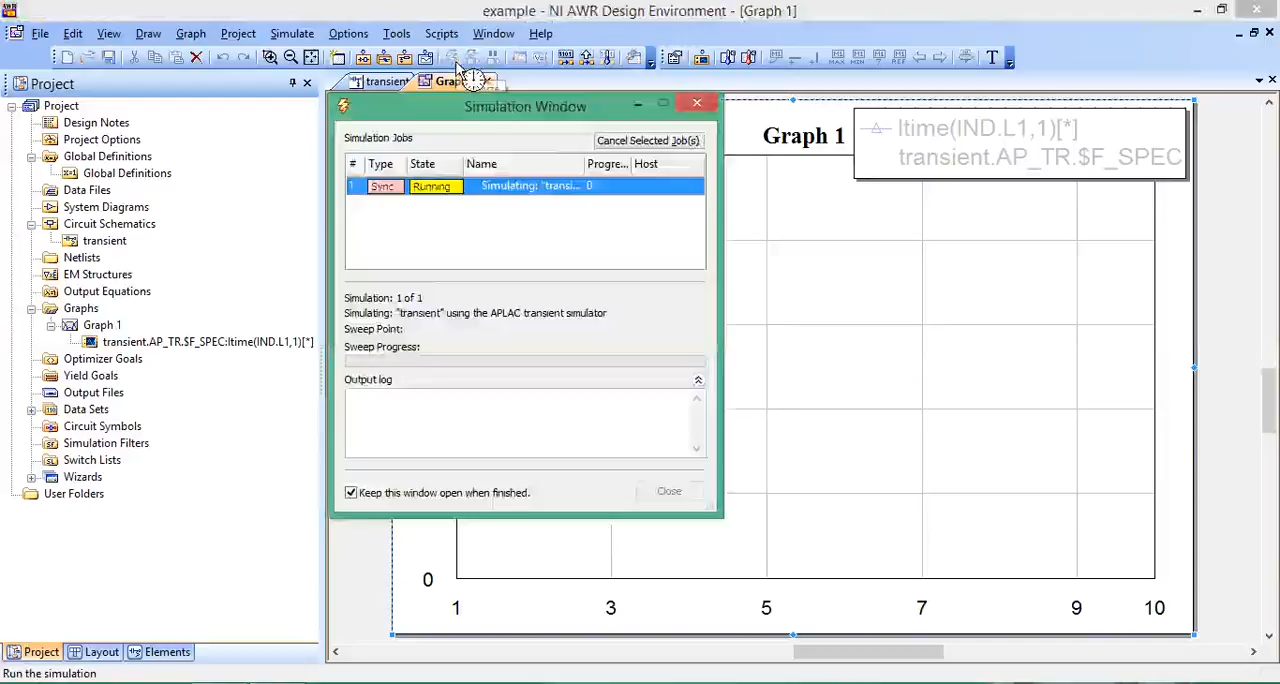 example - NI AWR Design Environment - [Graph 1]
File Edit View Draw Graph Project Simulate Options Tools Scripts Window Help
Project
transient
Grap
Project
Design Notes
Project Options
Global Definitions
Global Definitions
Data Files
System Diagrams
Circuit Schematics
transient
Netlists
EM Structures
Output Equations
Graphs
Graph 1
transient.AP_TR.$F_SPEC:Itime(IND.L1,1)[*]
Optimizer Goals
Yield Goals
Output Files
Data Sets
Circuit Symbols
Simulation Filters
Switch Lists
Wizards
User Folders
Project Layout Elements
Run the simulation
Simulation Window
Simulation Jobs
Cancel Selected Job(s)
# Type State Name Progre... Host
1 Sync Running Simulating: "transi... 0
Simulation: 1 of 1
Simulating: "transient" using the APLAC transient simulator
Sweep Point:
Sweep Progress:
Output log
Keep this window open when finished.
Close
Graph 1
Itime(IND.L1,1)[*]
transient.AP_TR.$F_SPEC
0
1 3 5 7 9 10